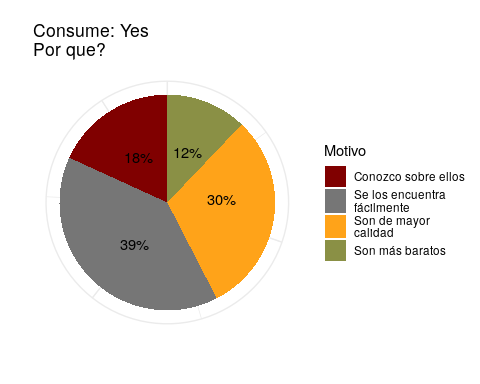 Consume: Yes
Por que?
18%
12%
30%
39%
Motivo
Conozco sobre ellos
Se los encuentra
fácilmente
Son de mayor
calidad
Son más baratos